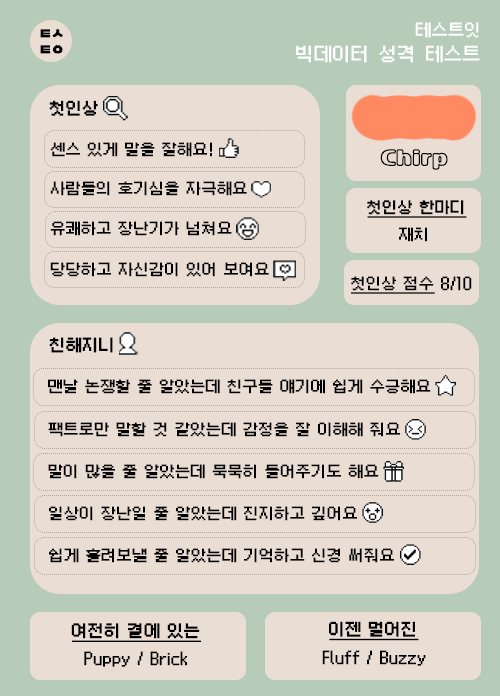 ㅌㅅ
ㅌㅇ
테스트잇
빅데이터 성격 테스트
첫인상
센스 있게 말을 잘해요!
사람들의 호기심을 자극해요
유쾌하고 장난기가 넘쳐요
당당하고 자신감이 있어 보여요
Chirp
첫인상 한마디
재치
첫인상 점수 8/10
친해지니
맨날 논쟁할 줄 알았는데 친구들 얘기에 쉽게 수긍해요
팩트로만 말할 것 같았는데 감정을 잘 이해해 줘요
말이 많을 줄 알았는데 묵묵히 들어주기도 해요
일상이 장난일 줄 알았는데 진지하고 깊어요
쉽게 흘려보낼 줄 알았는데 기억하고 신경 써줘요
여전히 곁에 있는
Puppy / Brick
이젠 멀어진
Fluff / Buzzy